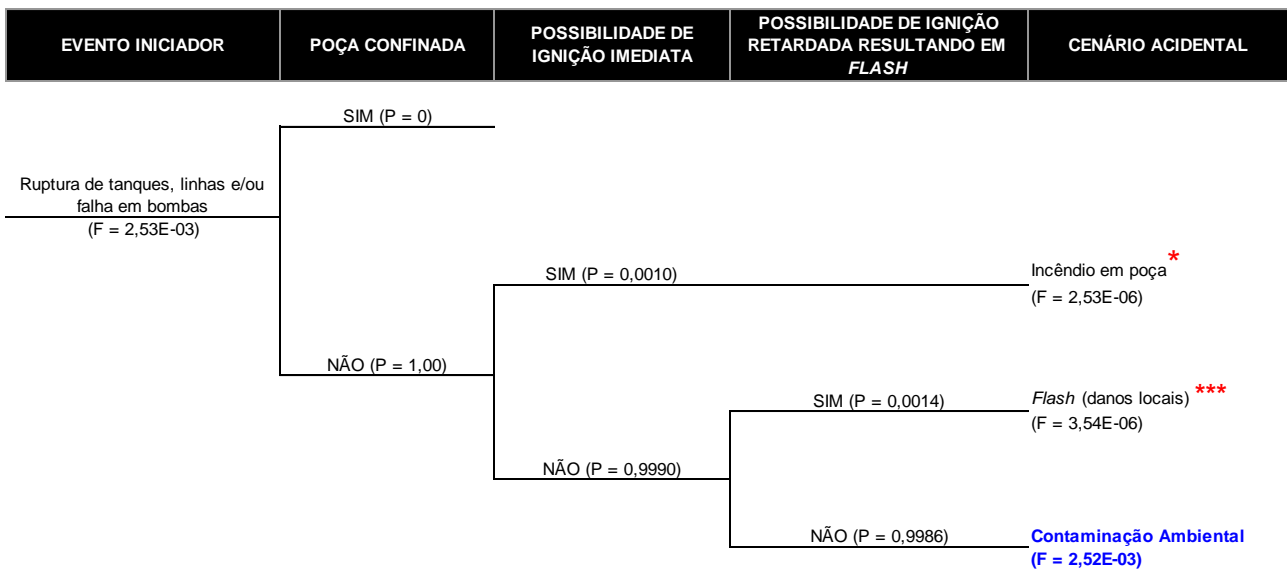 EVENTO INICIADOR
POÇA CONFINADA
POSSIBILIDADE DE
IGNIÇÃO IMEDIATA
POSSIBILIDADE DE IGNIÇÃO
RETARDADA RESULTANDO EM
FLASH
CENÁRIO ACIDENTAL
SIM (P = 0)
Ruptura de tanques, linhas e/ou
falha em bombas
(F = 2,53E-03)
SIM (P = 0,0010)
Incêndio em poça *
(F = 2,53E-06)
NÃO (P = 1,00)
SIM (P = 0,0014)
Flash (danos locais) ***
(F = 3,54E-06)
NÃO (P = 0,9990)
NÃO (P = 0,9986)
Contaminação Ambiental
(F = 2,52E-03)